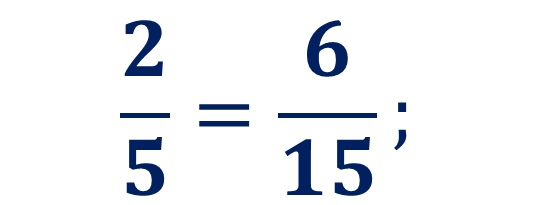 2/5 = 6/15;